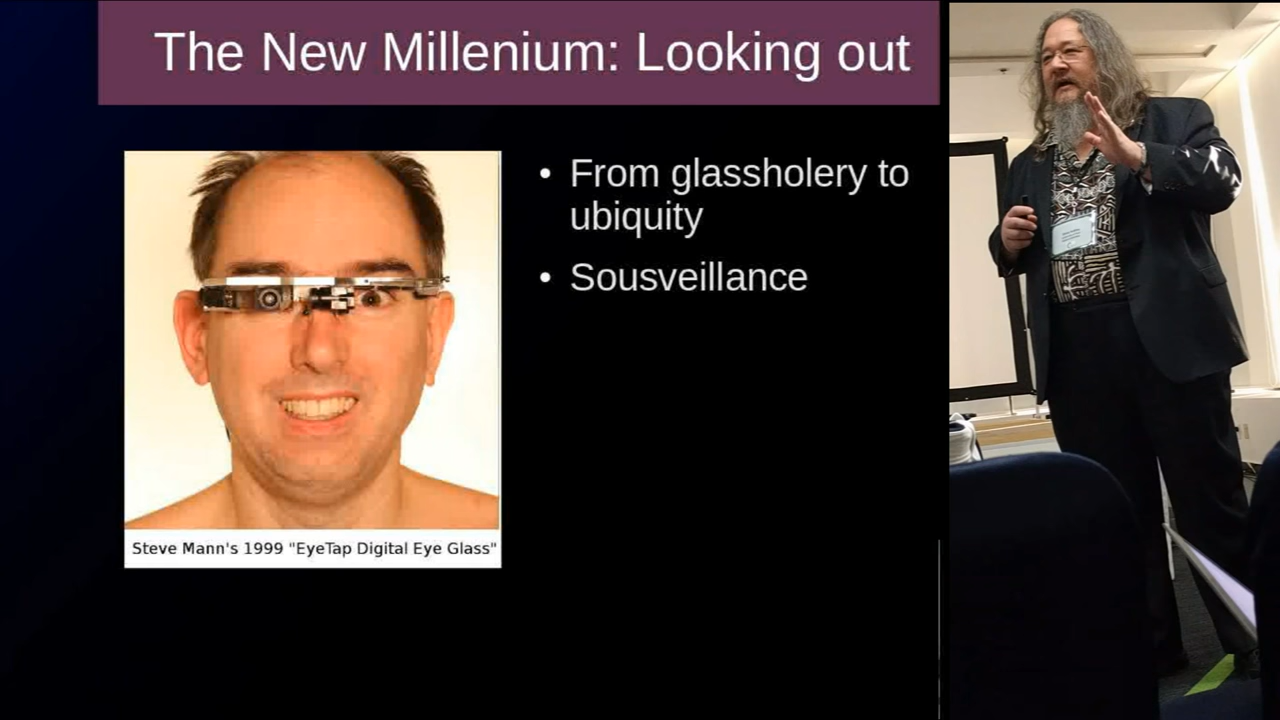 The New Millenium: Looking out
• From glassholery to
ubiquity
• Sousveillance
Steve Mann's 1999 "EyeTap Digital Eye Glass"